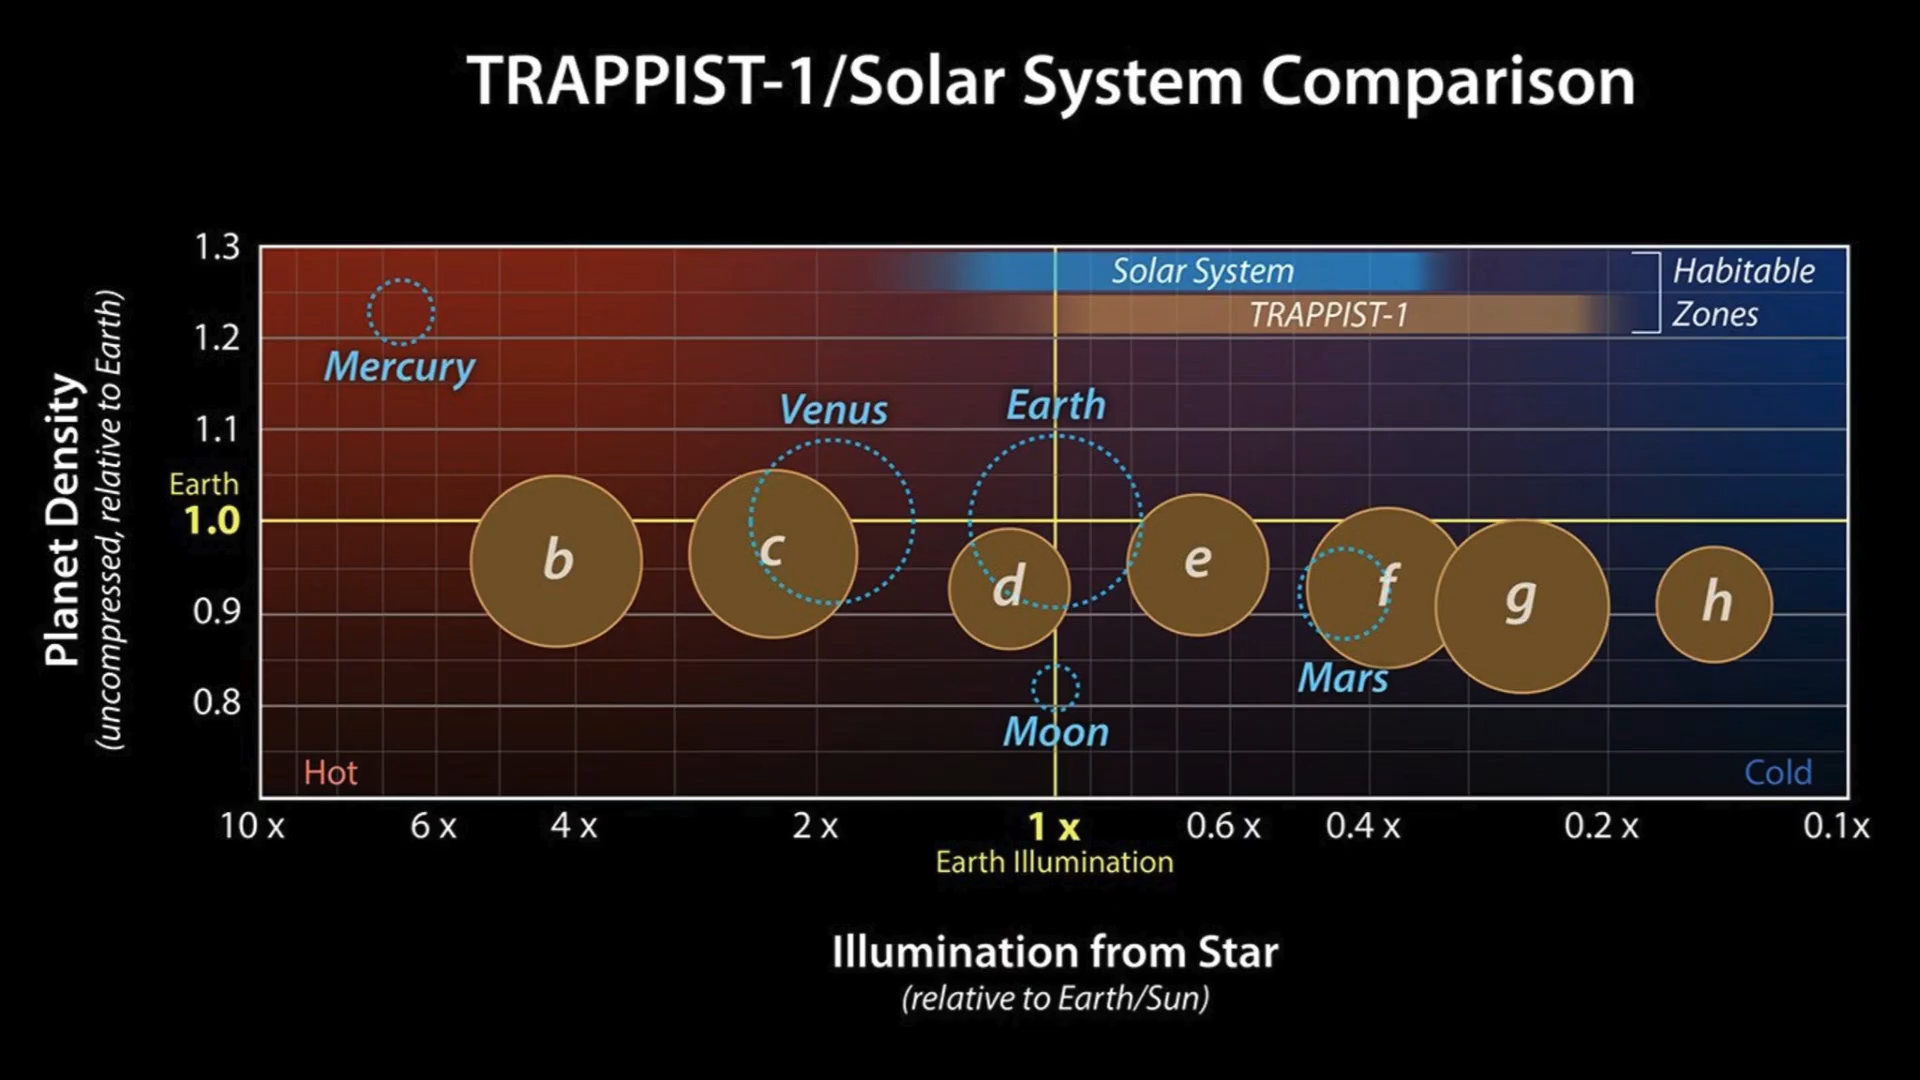 TRAPPIST-1/Solar System Comparison
1.3
Solar System
Habitable
TRAPPIST-1
Zones
1.2
Mercury
Venus
Earth
1.1
Earth
1.0
b
c
d
e
f
g
h
0.9
Mars
0.8
Moon
Hot
Cold
Planet Density
(uncompressed, relative to Earth)
10 x
6 x
4 x
2 x
1 x
0.6 x
0.4 x
0.2 x
0.1x
Earth Illumination
Illumination from Star
(relative to Earth/Sun)